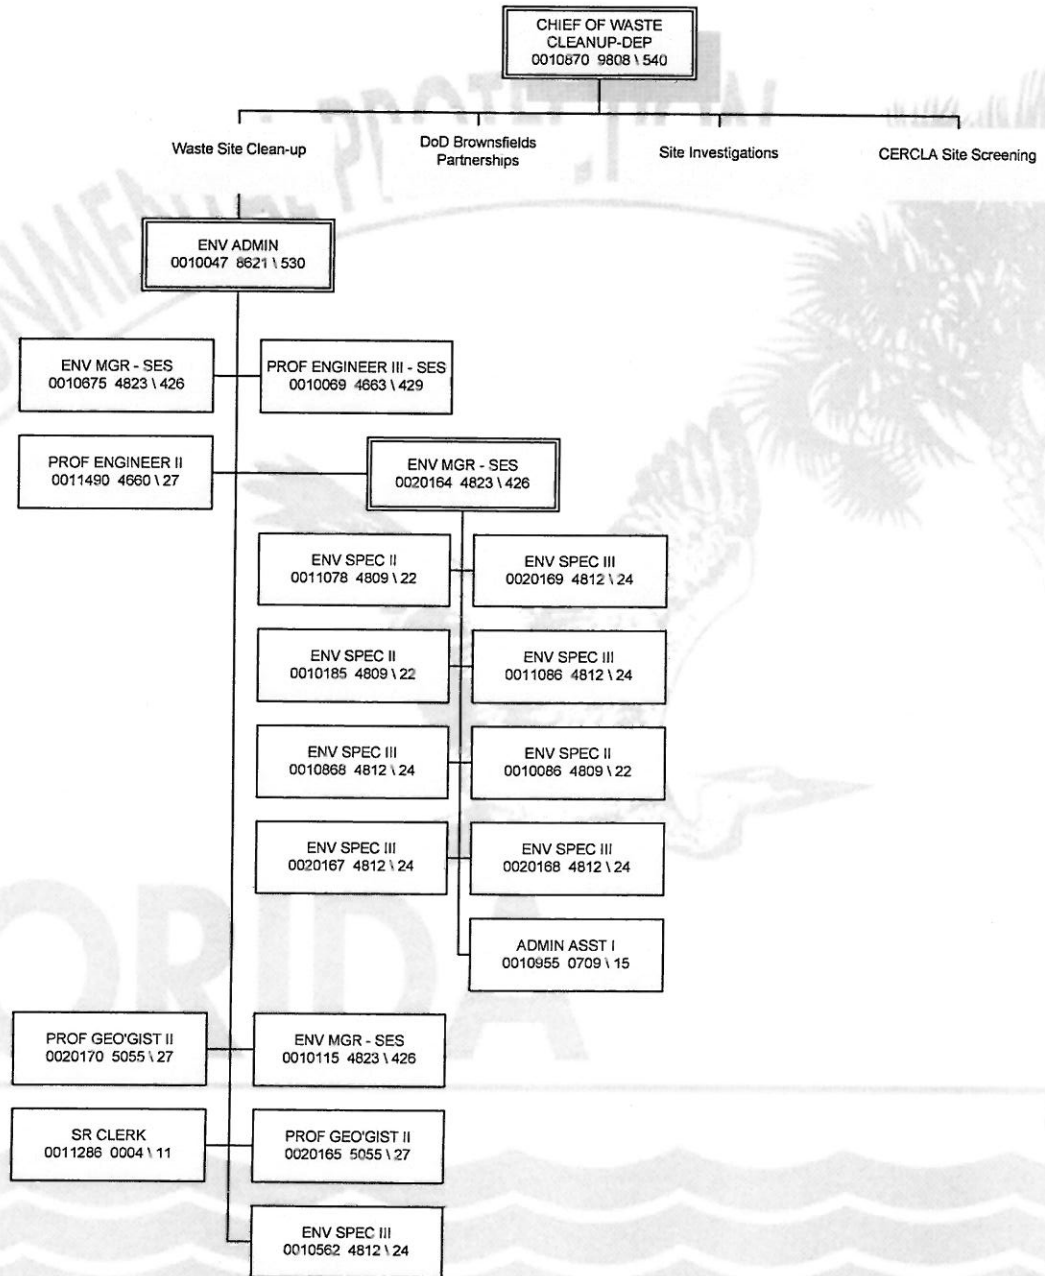 CHIEF OF WASTE
CLEANUP-DEP
0010870 9808 \ 540
Waste Site Clean-up
DoD Brownsfields
Partnerships
Site Investigations
CERCLA Site Screening
ENV ADMIN
0010047 8621 \ 530
ENV MGR - SES
0010675 4823 \ 426
PROF ENGINEER III - SES
0010069 4663 \ 429
PROF ENGINEER II
0011490 4660 \ 27
ENV MGR - SES
0020164 4823 \ 426
ENV SPEC II
0011078 4809 \ 22
ENV SPEC III
0020169 4812 \ 24
ENV SPEC II
0010185 4809 \ 22
ENV SPEC III
0011086 4812 \ 24
ENV SPEC III
0010868 4812 \ 24
ENV SPEC II
0010086 4809 \ 22
ENV SPEC III
0020167 4812 \ 24
ENV SPEC III
0020168 4812 \ 24
ADMIN ASST I
0010955 0709 \ 15
ORIDA
PROF GEO'GIST II
0020170 5055 \ 27
ENV MGR - SES
0010115 4823 \ 426
SR CLERK
0011286 0004 \ 11
PROF GEO'GIST II
0020165 5055 \ 27
ENV SPEC III
0010562 4812 \ 24